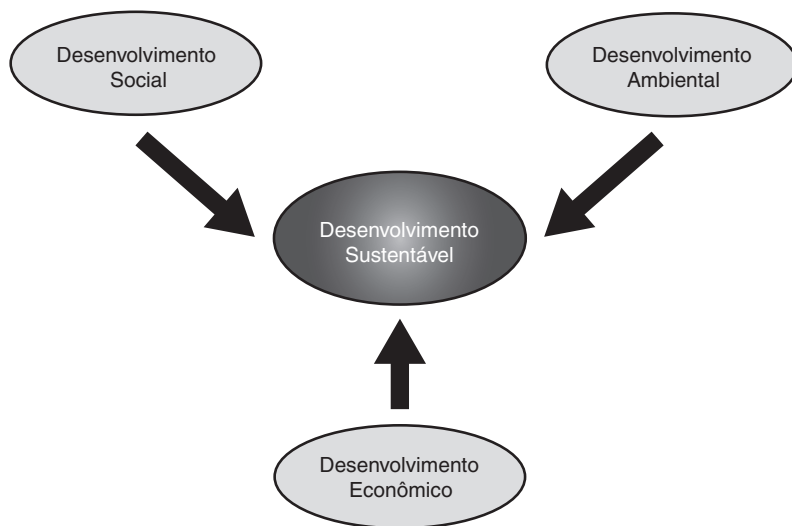 Desenvolvimento
Social
Desenvolvimento
Ambiental
Desenvolvimento
Sustentável
Desenvolvimento
Econômico